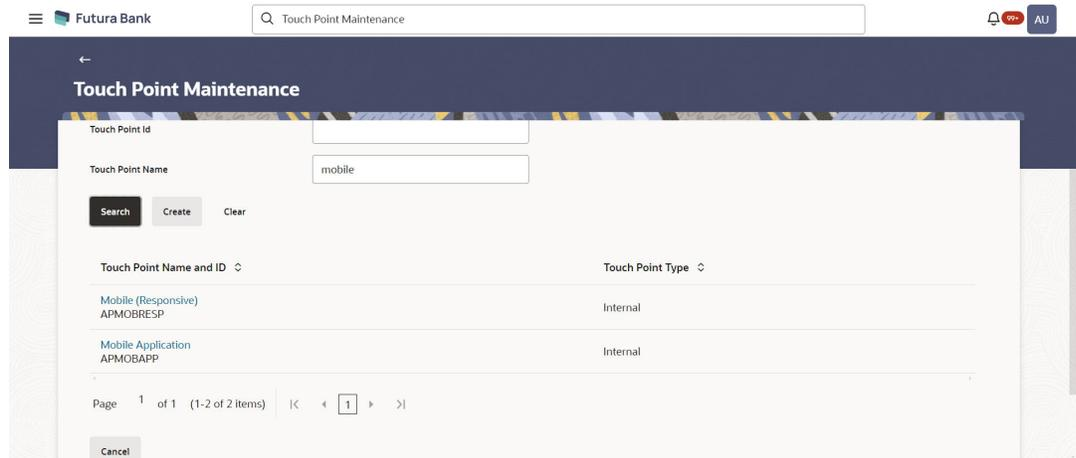 Futura Bank
Touch Point Maintenance
99+
AU
Touch Point Maintenance
Touch Point Id
Touch Point Name
mobile
Search
Create
Clear
Touch Point Name and ID
Touch Point Type
Mobile (Responsive)
APMOBRESP
Internal
Mobile Application
APMOBAPP
Internal
Page 1 of 1 (1-2 of 2 items) 1
Cancel